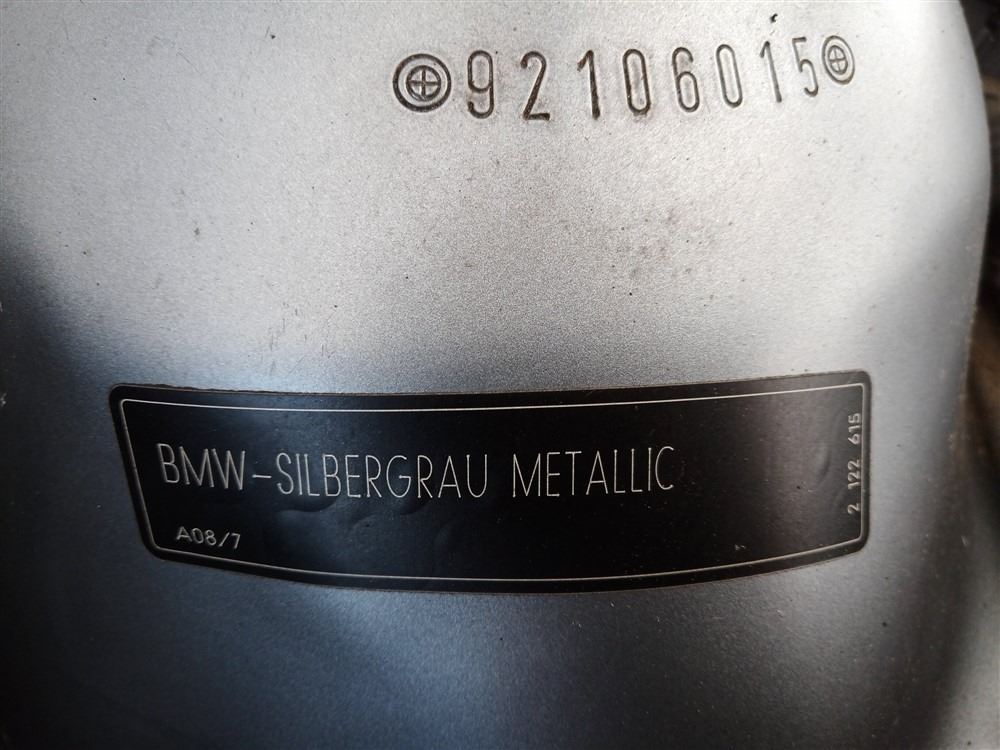 92106015
BMW-SILBERGRAU METALLIC
A08/7
2 122 615